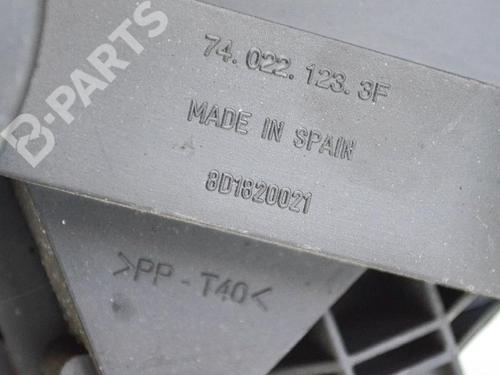 B-PARTS
74.022.123.3F
MADE IN SPAIN
8D1820021
>PP-T40<